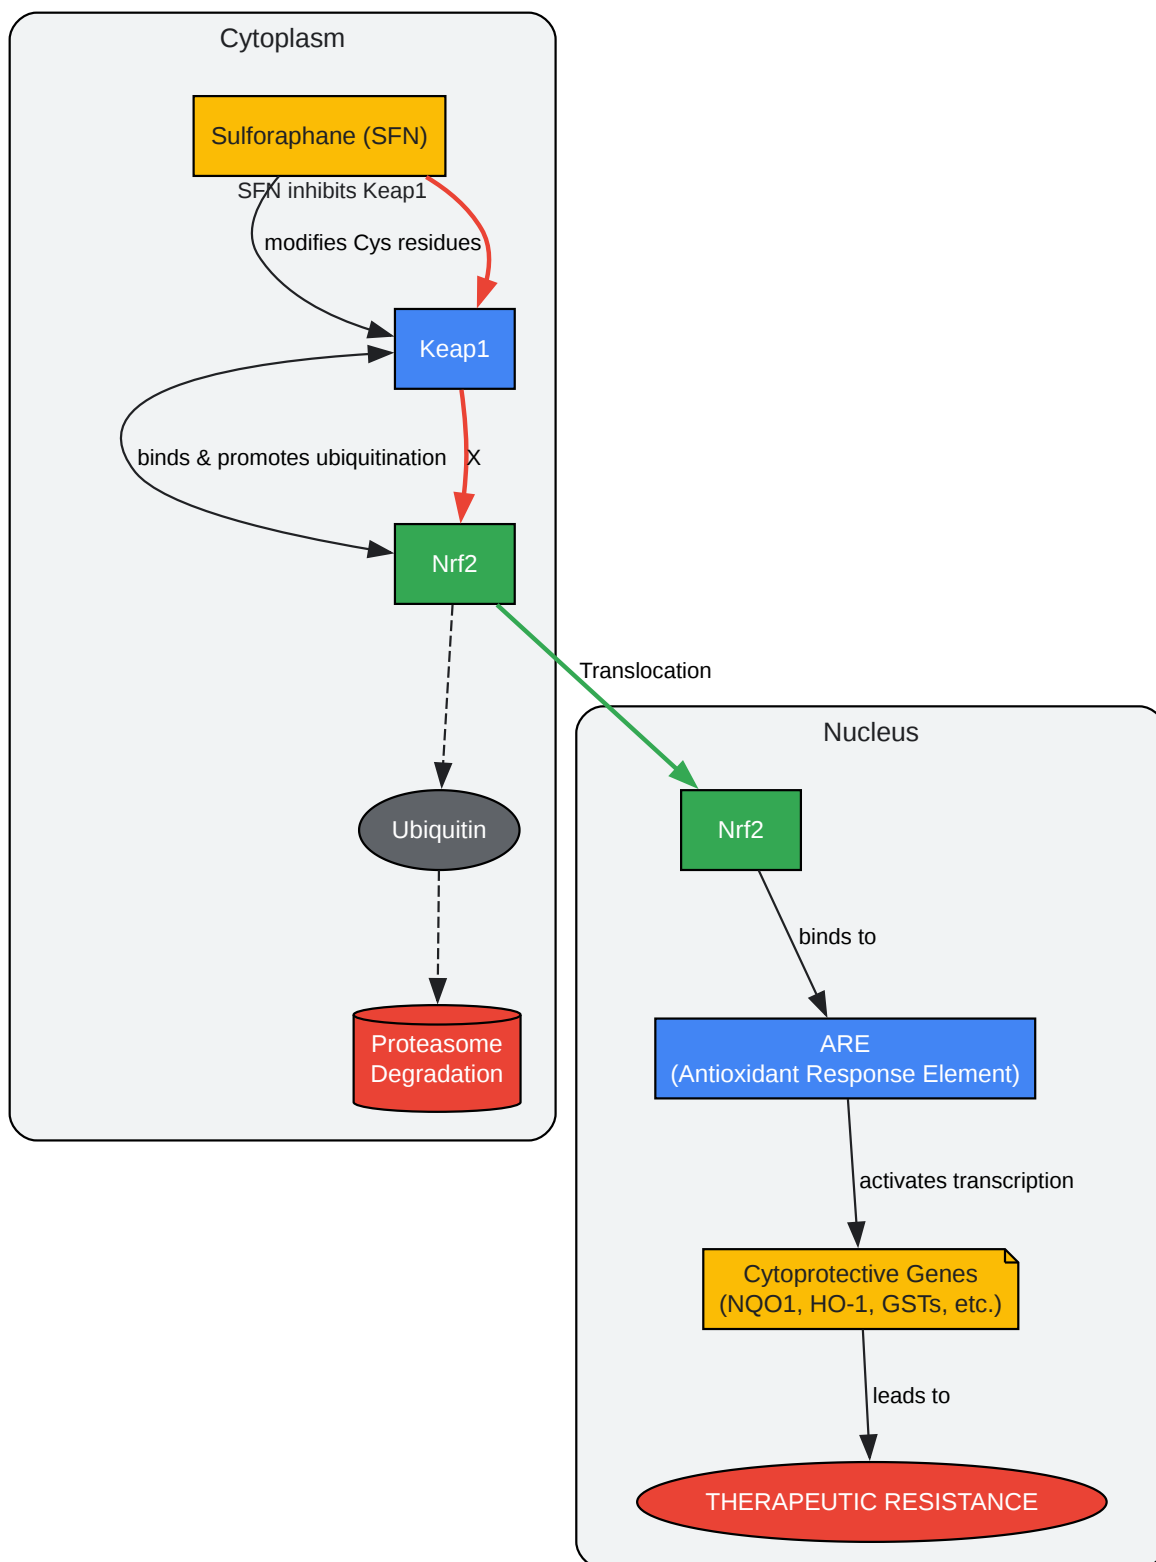 Cytoplasm
Sulforaphane (SFN)
SFN inhibits Keap1
modifies Cys residues
Keap1
binds & promotes ubiquitination
X
Nrf2
Translocation
Nucleus
Ubiquitin
Nrf2
binds to
Proteasome
Degradation
ARE
(Antioxidant Response Element)
activates transcription
Cytoprotective Genes
(NQO1, HO-1, GSTs, etc.)
leads to
THERAPEUTIC RESISTANCE